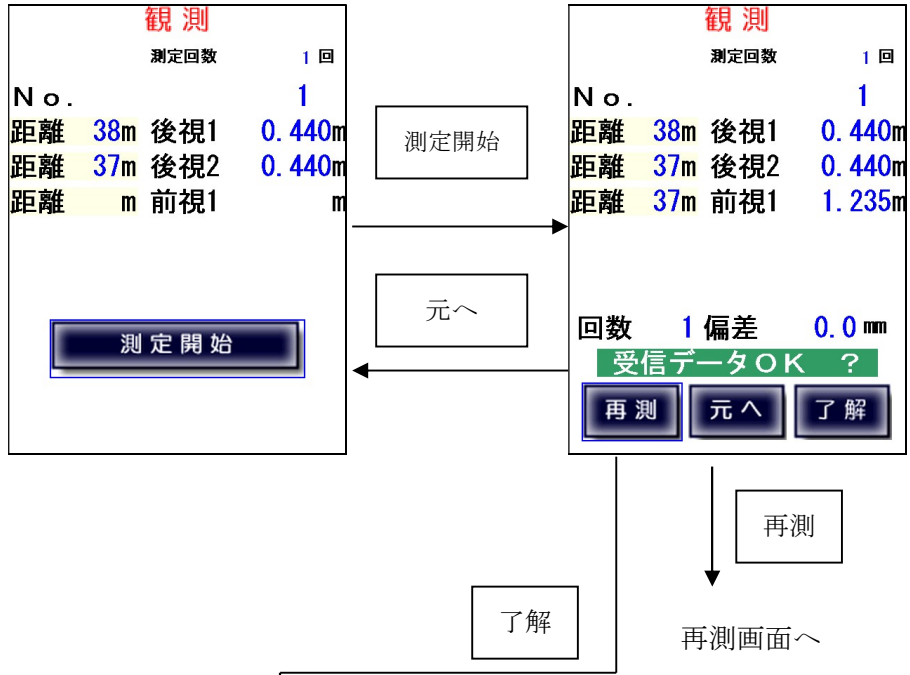 観測
測定回数 1 回
No. 1
距離 38m 後視1 0.440m
距離 37m 後視2 0.440m
距離 m 前視1 m
測定開始
測定開始
元へ
観測
測定回数 1 回
No. 1
距離 38m 後視1 0.440m
距離 37m 後視2 0.440m
距離 37m 前視1 1.235m
回数 1 偏差 0.0㎜
受信データOK ?
再測 元へ 了解
再測
了解
再測画面へ